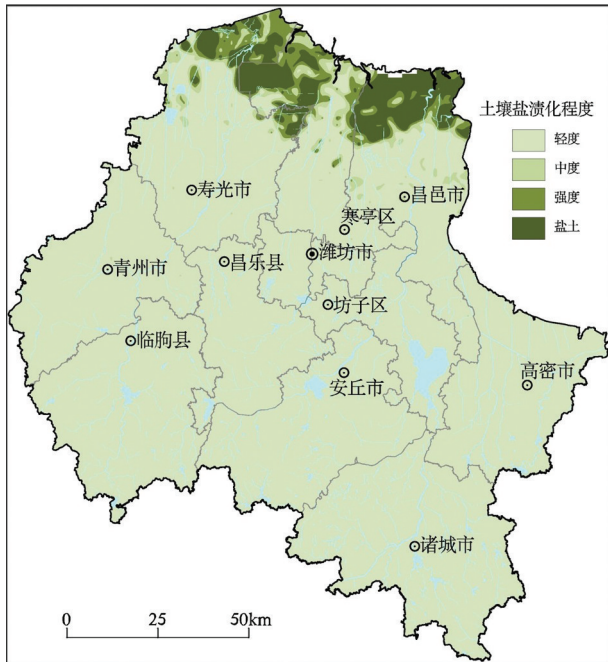 土壤盐渍化程度
轻度
中度
强度
盐土
寿光市
昌邑市
寒亭区
潍坊市
青州市
昌乐县
坊子区
临朐县
安丘市
高密市
诸城市
0 25 50km